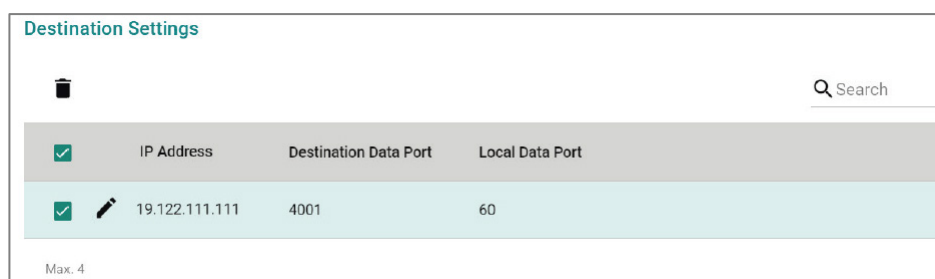 Destination Settings
Search
IP Address Destination Data Port Local Data Port
19.122.111.111 4001 60
Max. 4